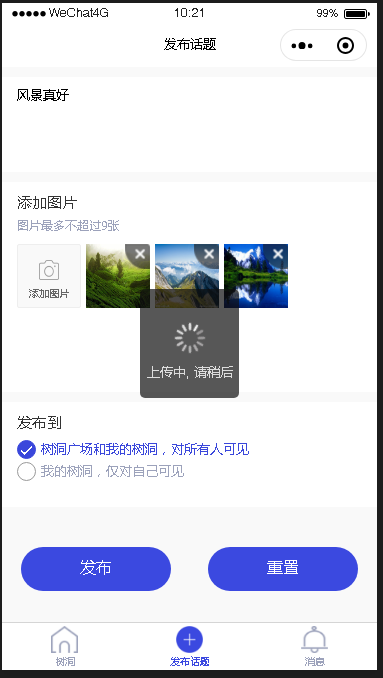 WeChat4G 10:21 99%
发布话题
风景真好
添加图片
图片最多不超过9张
添加图片
上传中, 请稍后
发布到
树洞广场和我的树洞，对所有人可见
我的树洞，仅对自己可见
发布 重置
树洞 发布话题 消息